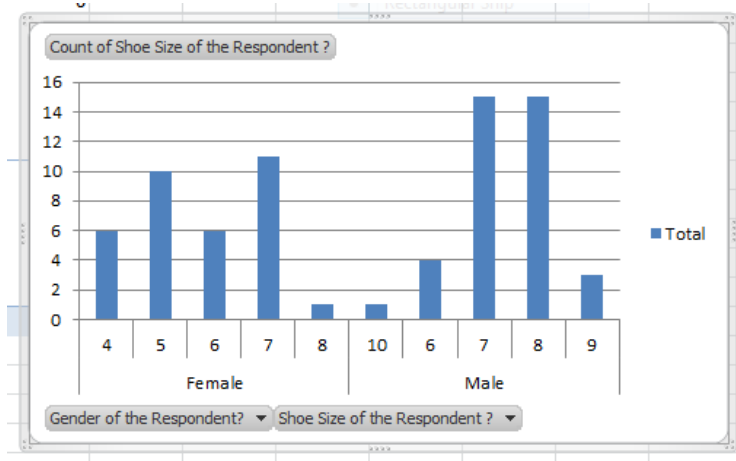 Rectangular Snip
Count of Shoe Size of the Respondent ?
16
14
12
10
8
6
4
2
0
Total
4 5 6 7 8 10 6 7 8 9
Female Male
Gender of the Respondent? Shoe Size of the Respondent ?